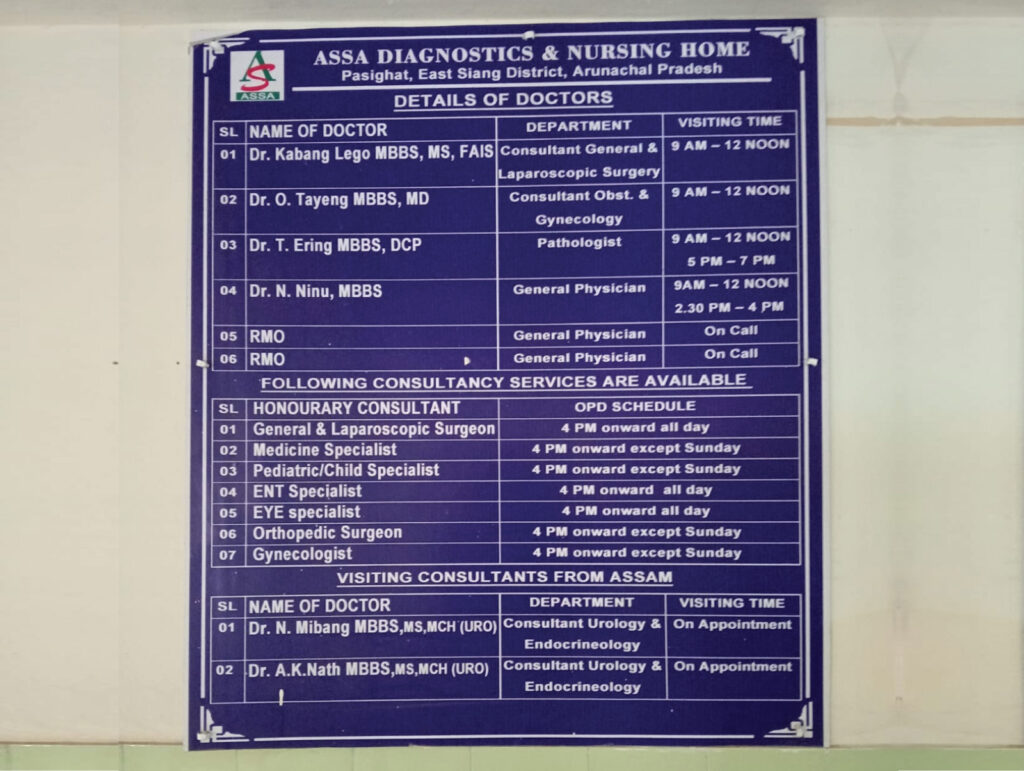 ASSA
ASSA DIAGNOSTICS & NURSING HOME
Pasighat, East Siang District, Arunachal Pradesh
DETAILS OF DOCTORS
SL NAME OF DOCTOR DEPARTMENT VISITING TIME
01 Dr. Kabang Lego MBBS, MS, FAIS Consultant General & 9 AM – 12 NOON
Laparoscopic Surgery
02 Dr. O. Tayeng MBBS, MD Consultant Obst. & 9 AM – 12 NOON
Gynecology
03 Dr. T. Ering MBBS, DCP Pathologist 9 AM – 12 NOON
5 PM – 7 PM
04 Dr. N. Ninu, MBBS General Physician 9AM – 12 NOON
2.30 PM – 4 PM
05 RMO General Physician On Call
06 RMO General Physician On Call
FOLLOWING CONSULTANCY SERVICES ARE AVAILABLE
SL HONOURARY CONSULTANT OPD SCHEDULE
01 General & Laparoscopic Surgeon 4 PM onward all day
02 Medicine Specialist 4 PM onward except Sunday
03 Pediatric/Child Specialist 4 PM onward except Sunday
04 ENT Specialist 4 PM onward all day
05 EYE specialist 4 PM onward all day
06 Orthopedic Surgeon 4 PM onward except Sunday
07 Gynecologist 4 PM onward except Sunday
VISITING CONSULTANTS FROM ASSAM
SL NAME OF DOCTOR DEPARTMENT VISITING TIME
01 Dr. N. Mibang MBBS,MS,MCH (URO) Consultant Urology & On Appointment
Endocrineology
02 Dr. A.K.Nath MBBS,MS,MCH (URO) Consultant Urology & On Appointment
Endocrineology